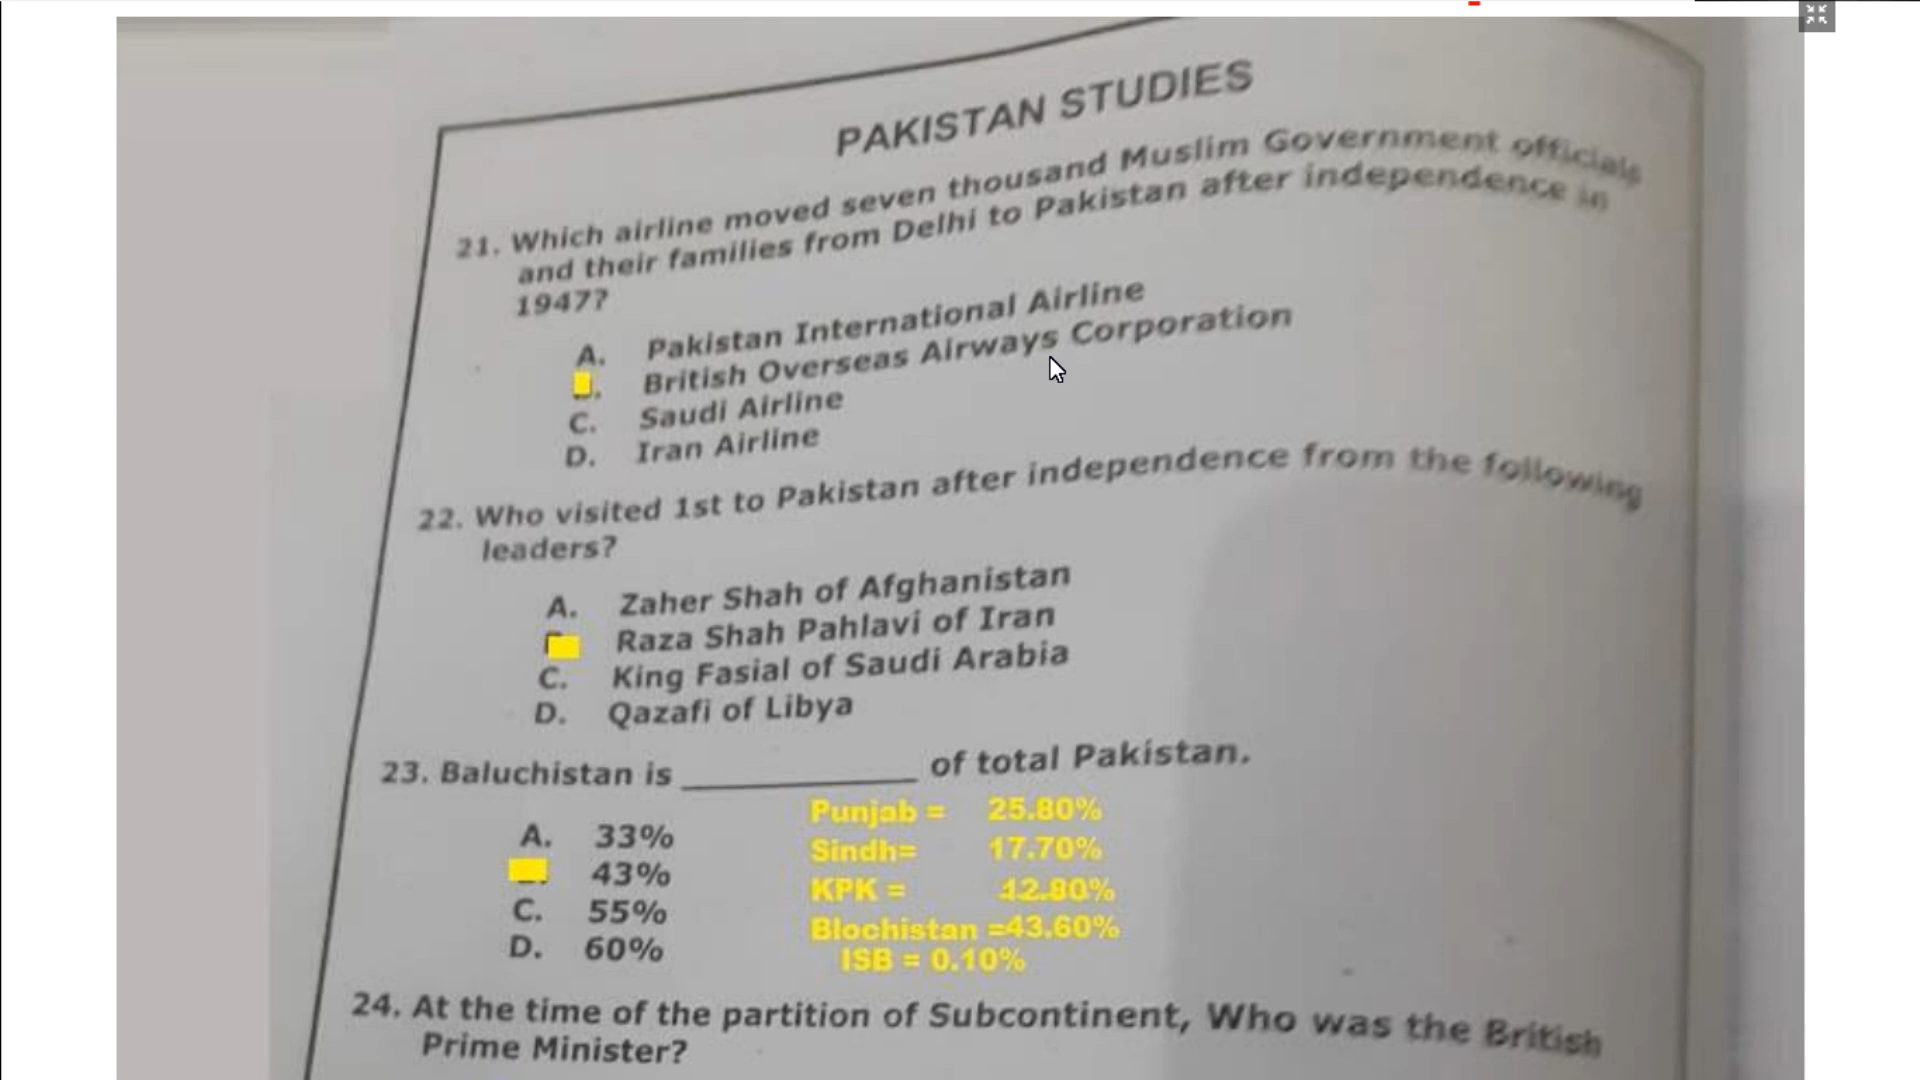 PAKISTAN STUDIES
21. Which airline moved seven thousand Muslim Government officials
and their families from Delhi to Pakistan after independence in
1947?
A. Pakistan International Airline
British Overseas Airways Corporation
C. Saudi Airline
D. Iran Airline
22. Who visited 1st to Pakistan after independence from the following
leaders?
A. Zaher Shah of Afghanistan
Raza Shah Pahlavi of Iran
C. King Fasial of Saudi Arabia
D. Qazafi of Libya
23. Baluchistan is ____________ of total Pakistan.
A. 33%
43%
C. 55%
D. 60%
Punjab = 25.80%
Sindh= 17.70%
KPK = 12.80%
Blochistan =43.60%
ISB = 0.10%
24. At the time of the partition of Subcontinent, Who was the British
Prime Minister?